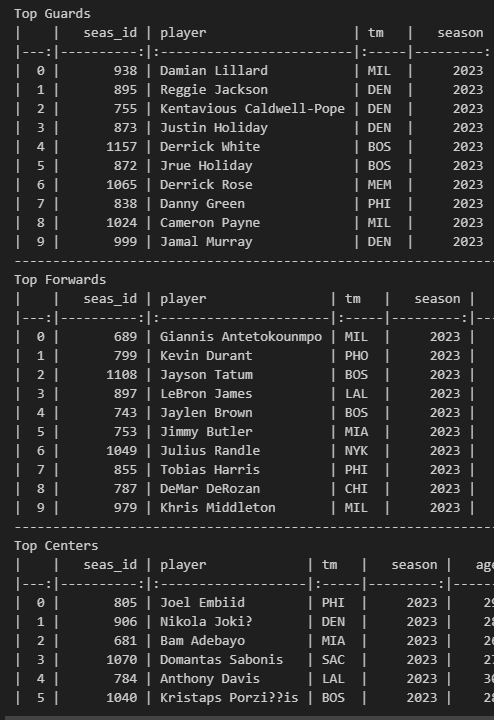 Top Guards
|    |   seas_id | player                   | tm   |   season
|---:|----------:|:-------------------------|:-----|---------:
|  0 |       938 | Damian Lillard           | MIL  |     2023
|  1 |       895 | Reggie Jackson           | DEN  |     2023
|  2 |       755 | Kentavious Caldwell-Pope | DEN  |     2023
|  3 |       873 | Justin Holiday           | DEN  |     2023
|  4 |      1157 | Derrick White            | BOS  |     2023
|  5 |       872 | Jrue Holiday             | BOS  |     2023
|  6 |      1065 | Derrick Rose             | MEM  |     2023
|  7 |       838 | Danny Green              | PHI  |     2023
|  8 |      1024 | Cameron Payne            | MIL  |     2023
|  9 |       999 | Jamal Murray             | DEN  |     2023
------------------------------------------------------------
Top Forwards
|    |   seas_id | player                | tm   |   season |
|---:|----------:|:----------------------|:-----|---------:|
|  0 |       689 | Giannis Antetokounmpo | MIL  |     2023 |
|  1 |       799 | Kevin Durant          | PHO  |     2023 |
|  2 |      1108 | Jayson Tatum          | BOS  |     2023 |
|  3 |       897 | LeBron James          | LAL  |     2023 |
|  4 |       743 | Jaylen Brown          | BOS  |     2023 |
|  5 |       753 | Jimmy Butler          | MIA  |     2023 |
|  6 |      1049 | Julius Randle         | NYK  |     2023 |
|  7 |       855 | Tobias Harris         | PHI  |     2023 |
|  8 |       787 | DeMar DeRozan         | CHI  |     2023 |
|  9 |       979 | Khris Middleton       | MIL  |     2023 |
------------------------------------------------------------
Top Centers
|    |   seas_id | player             | tm   |   season |   ag
|---:|----------:|:-------------------|:-----|---------:|-----
|  0 |       805 | Joel Embiid        | PHI  |     2023 |    2
|  1 |       906 | Nikola Joki?       | DEN  |     2023 |    2
|  2 |       681 | Bam Adebayo        | MIA  |     2023 |    2
|  3 |      1070 | Domantas Sabonis   | SAC  |     2023 |    2
|  4 |       784 | Anthony Davis      | LAL  |     2023 |    3
|  5 |      1040 | Kristaps Porzi??is | BOS  |     2023 |    2